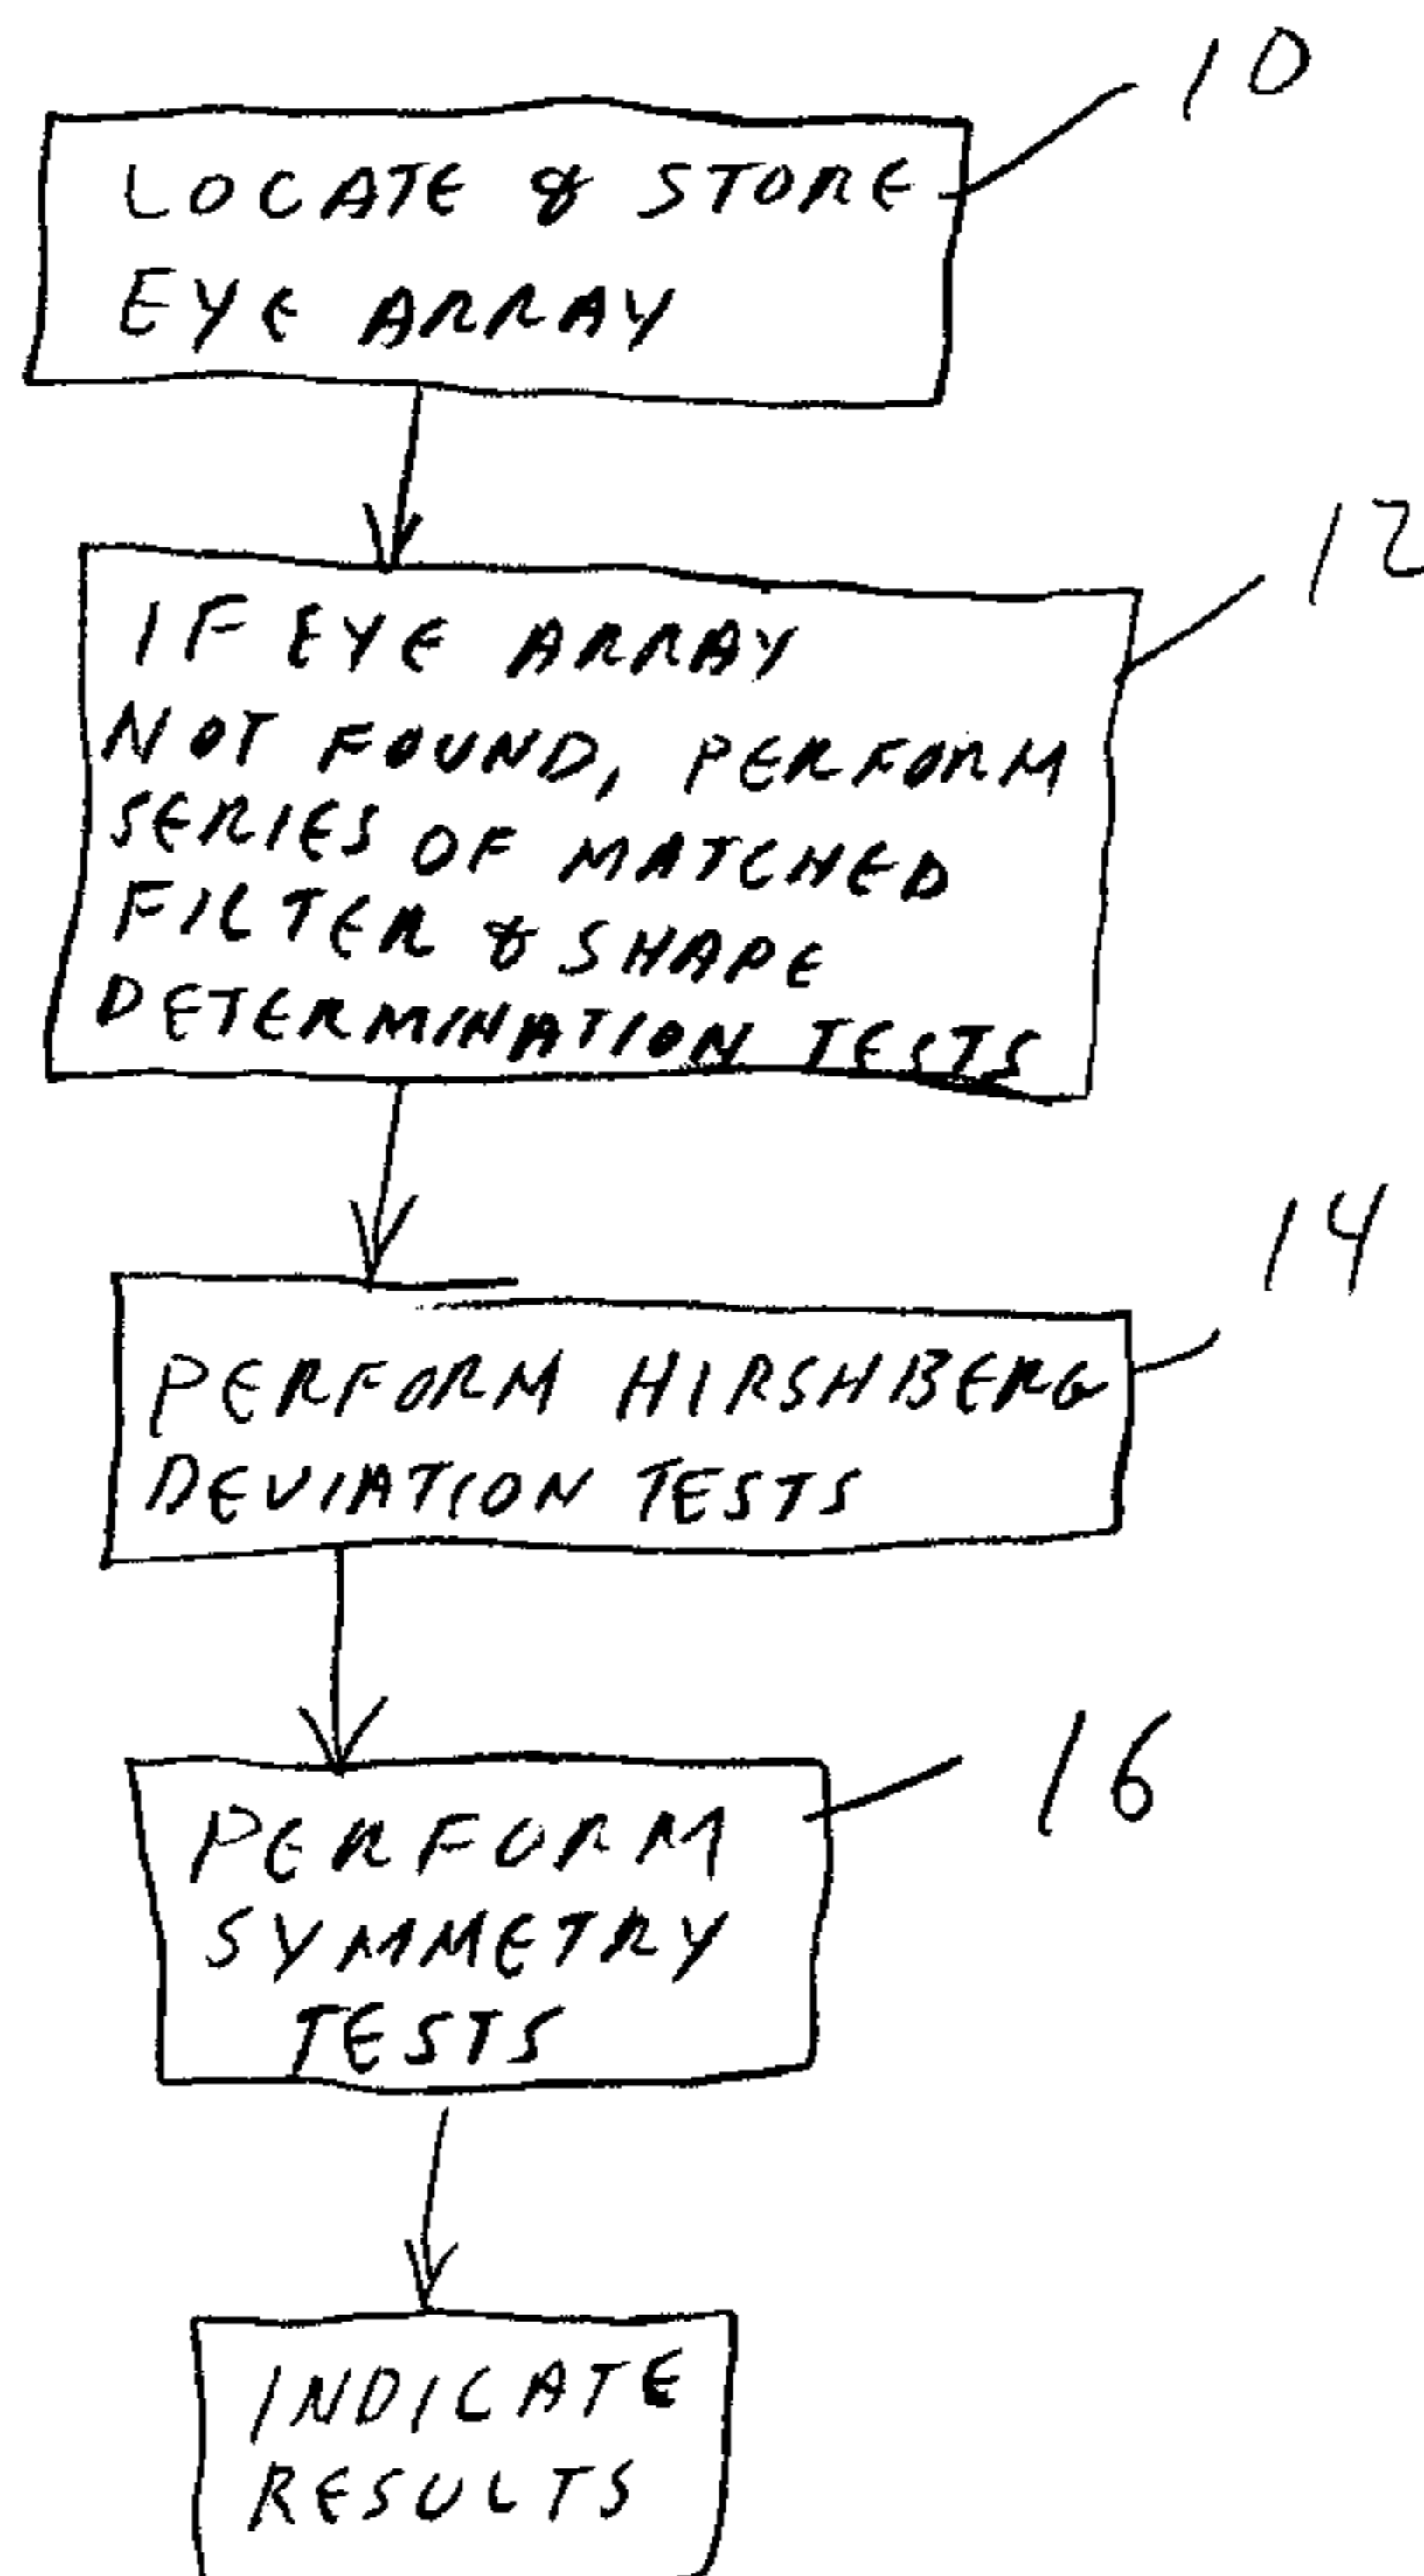 10
LOCATE & STORE
EYE ARRAY
12
IF EYE ARRAY
NOT FOUND, PERFORM
SERIES OF MATCHED
FILTER & SHAPE
DETERMINATION TESTS
14
PERFORM HIRSHBERG
DEVIATION TESTS
16
PERFORM
SYMMETRY
TESTS
INDICATE
RESULTS